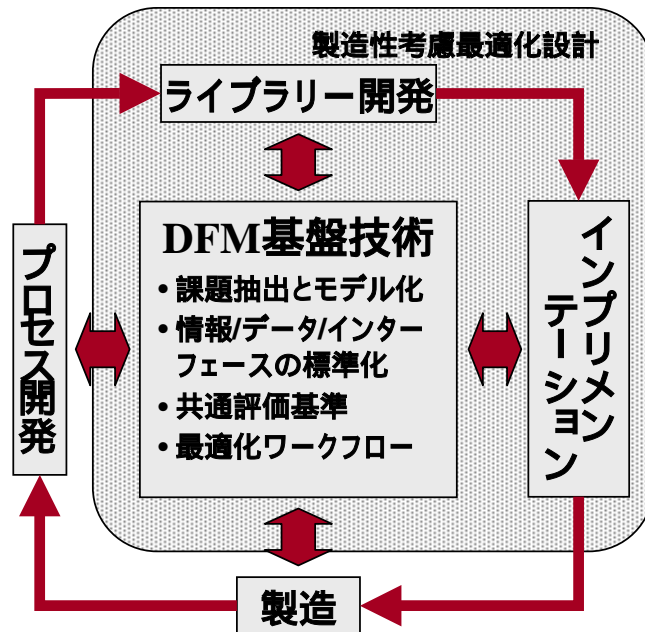 製造性考慮最適化設計
ライブラリー開発
DFM基盤技術
• 課題抽出とモデル化
• 情報/データ/インター
フェースの標準化
• 共通評価基準
• 最適化ワークフロー
プロセス開発
インプリメン
テーション
製造